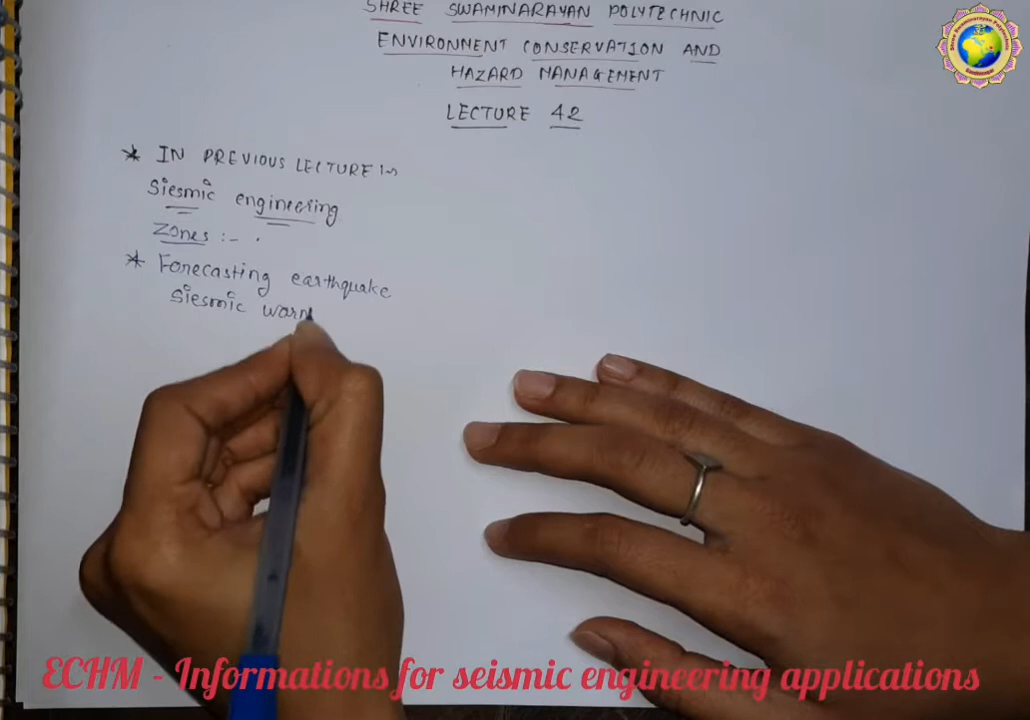 SHREE SWAMINARAYAN POLYTECHNIC
ENVIRONMENT CONSERVATION AND
HAZARD MANAGEMENT
LECTURE 42
* IN PREVIOUS LECTURE :~
Siesmic engineering
Zones :- .
* Forecasting earthquake
Siesmic warn
ECHM - Informations for seismic engineering applications